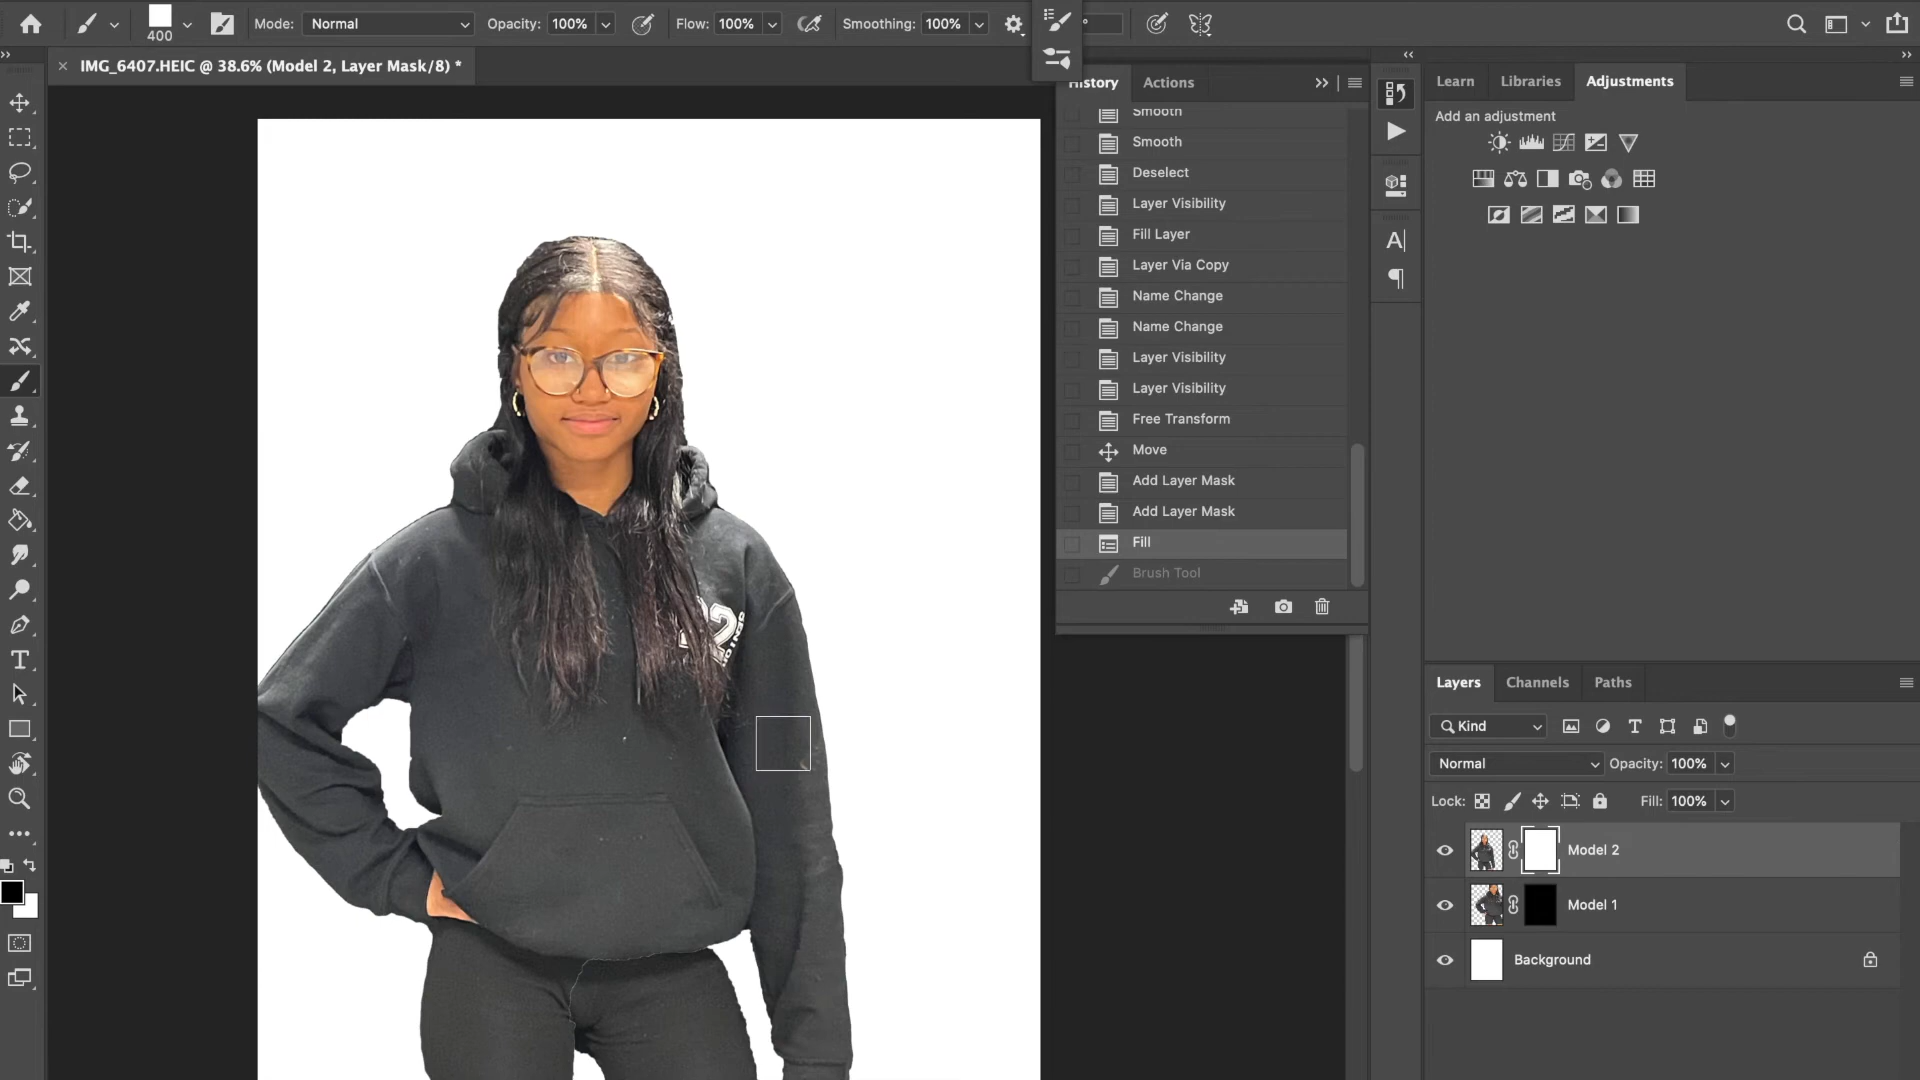 400
Mode: Normal
Opacity: 100%
Flow: 100%
Smoothing: 100%
°
× IMG_6407.HEIC @ 38.6% (Model 2, Layer Mask/8) *
History
Actions
Smooth
Smooth
Deselect
Layer Visibility
Fill Layer
Layer Via Copy
Name Change
Name Change
Layer Visibility
Layer Visibility
Free Transform
Move
Add Layer Mask
Add Layer Mask
Fill
Brush Tool
Learn
Libraries
Adjustments
Add an adjustment
Layers
Channels
Paths
Kind
Normal
Opacity: 100%
Lock:
Fill: 100%
Model 2
Model 1
Background